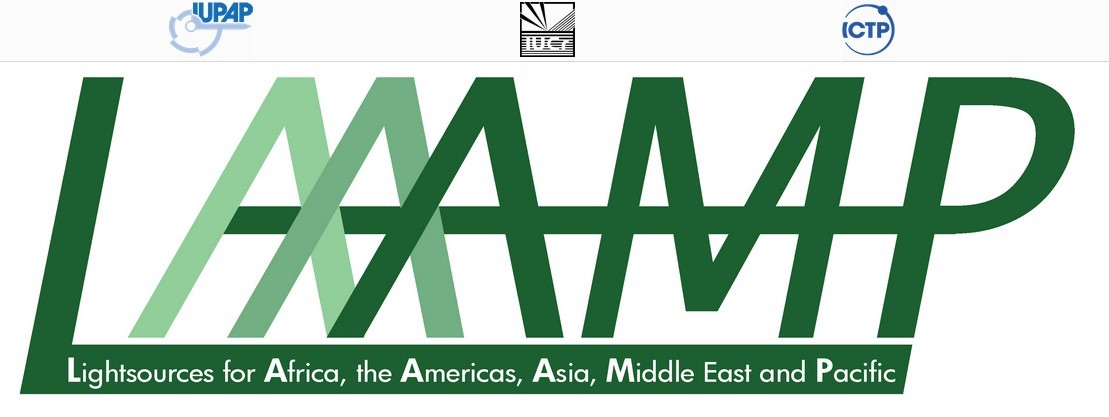 IUPAP
IUCr
ICTP
LAAAMP
Lightsources for Africa, the Americas, Asia, Middle East and Pacific